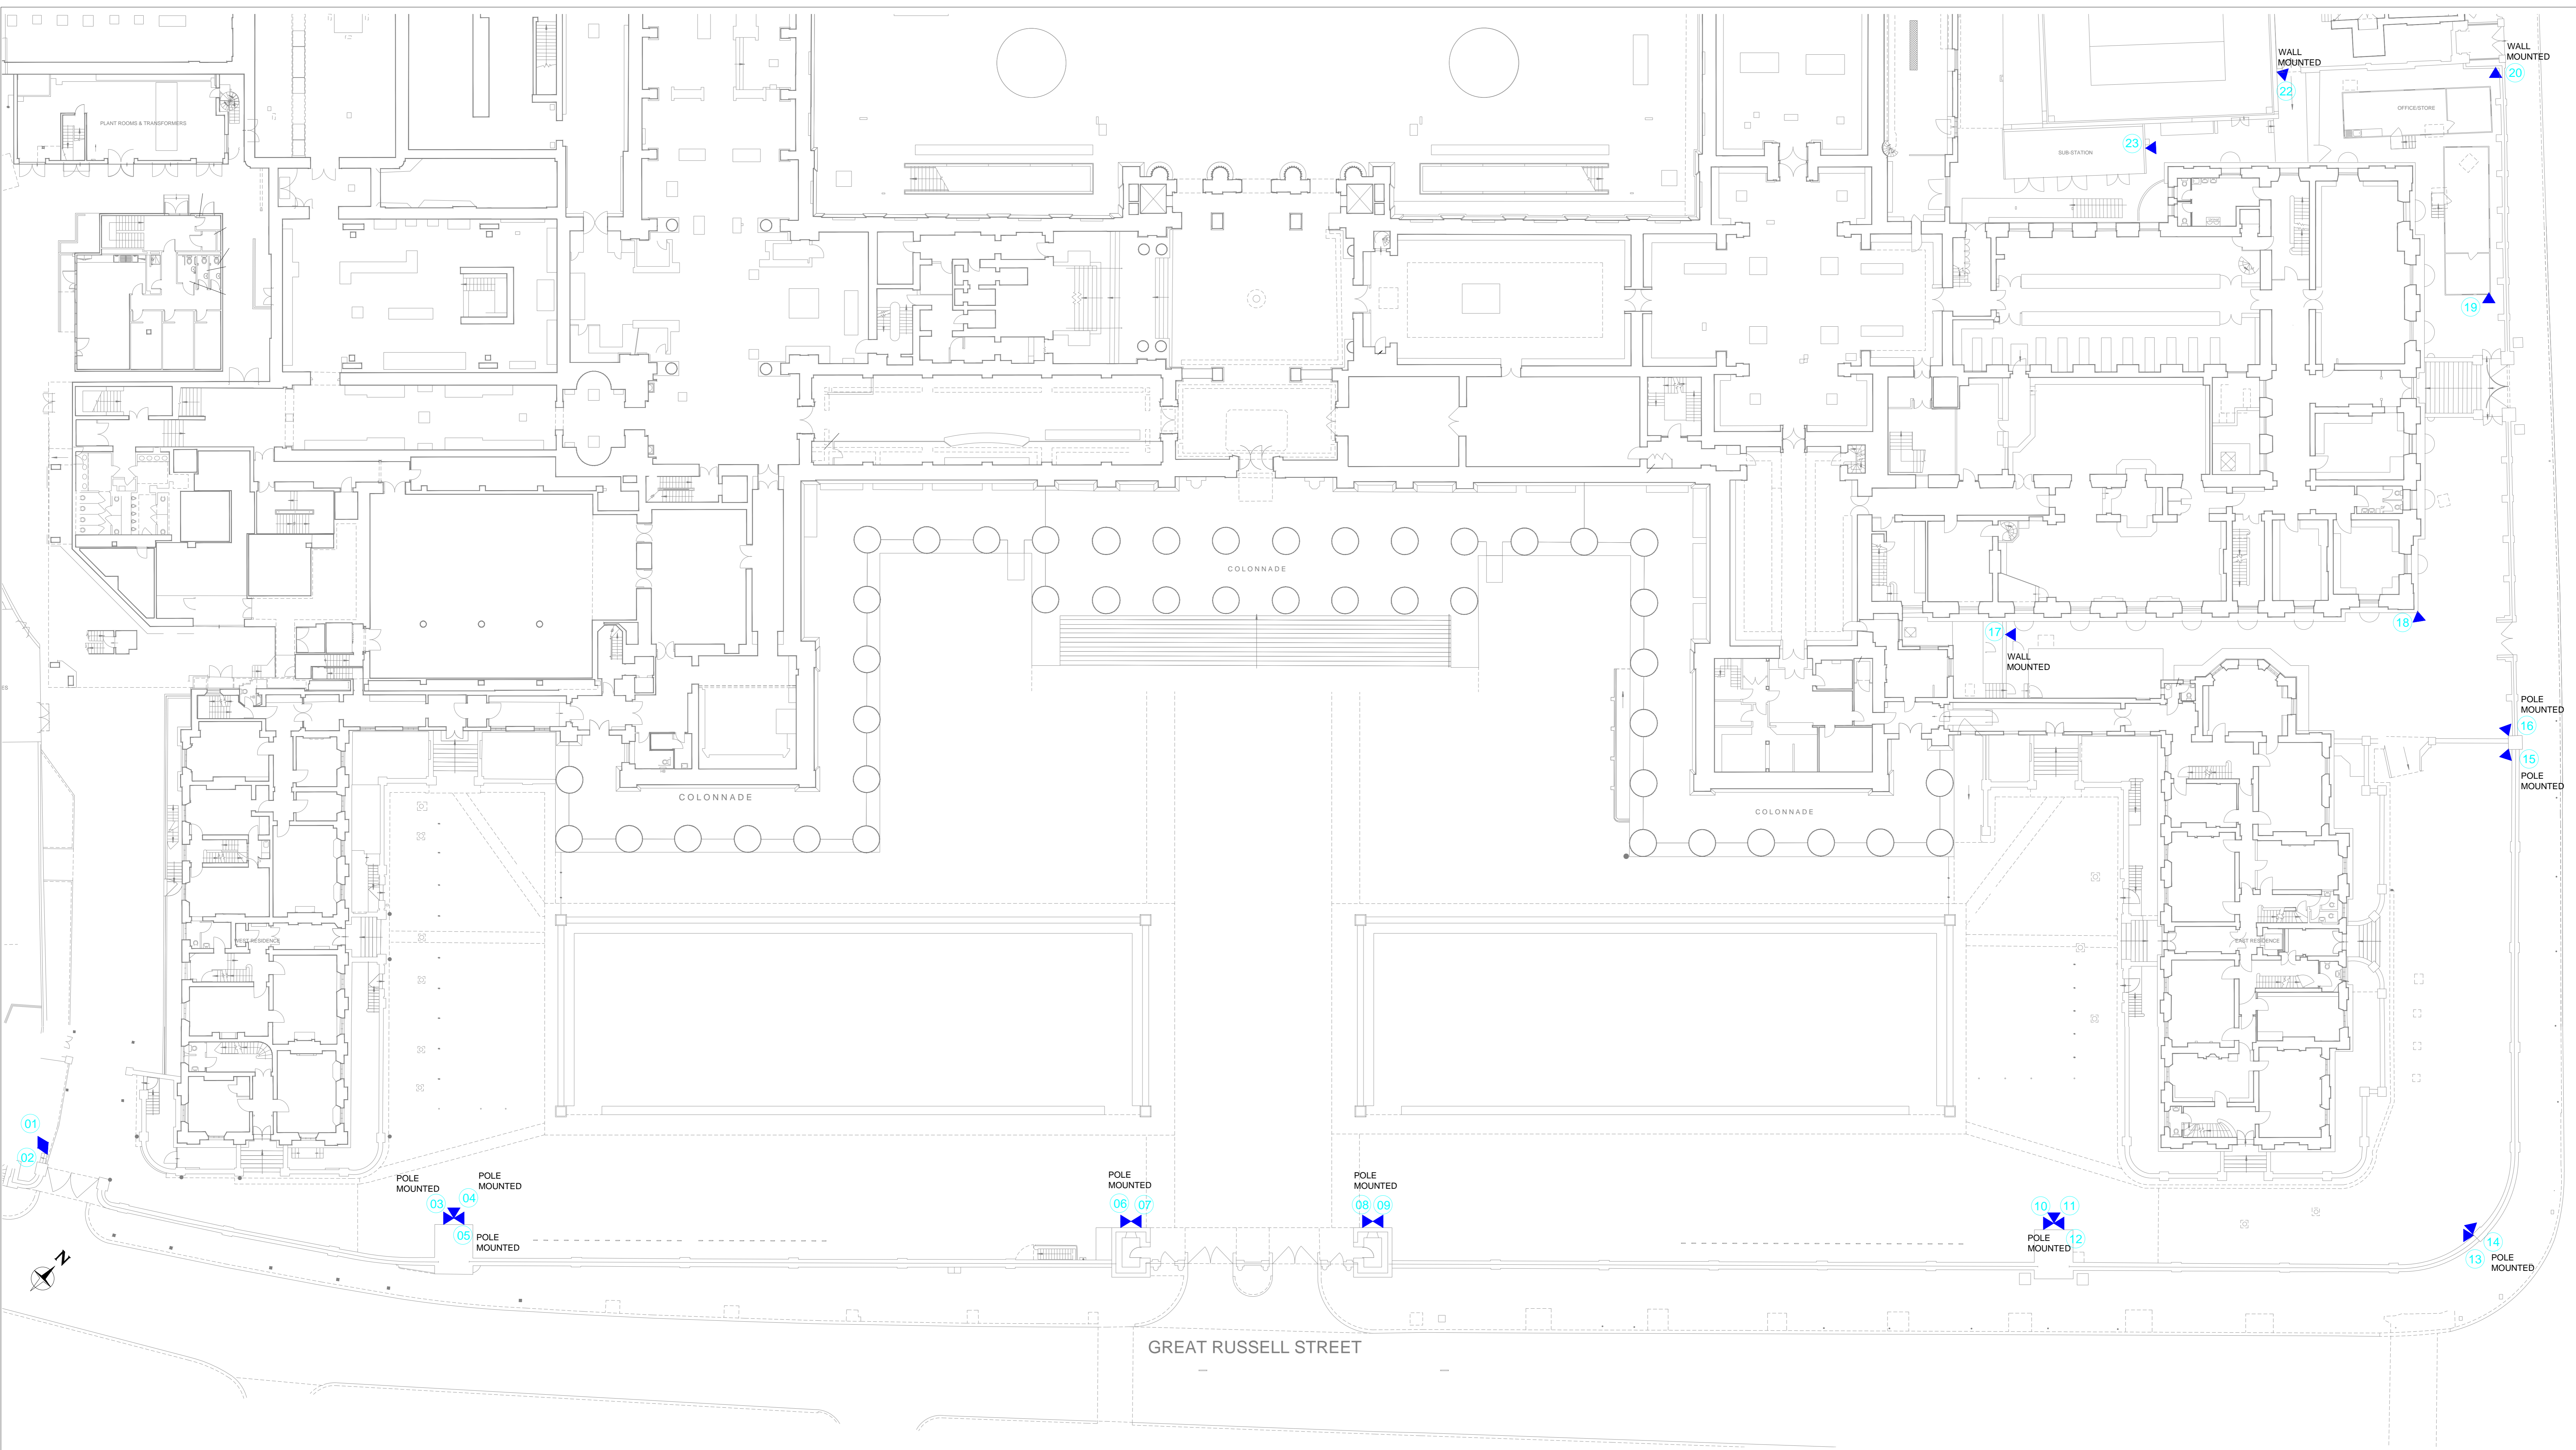 WALL
MOUNTED
22
WALL
MOUNTED
20
PLANT ROOMS & TRANSFORMERS
OFFICE/STORE
23
SUB-STATION
19
COLONNADE
18
17
WALL
MOUNTED
ES
POLE
MOUNTED
16
15
POLE
MOUNTED
COLONNADE
COLONNADE
WEST RESIDENCE
EAST RESIDENCE
01
02
POLE
MOUNTED
03
04
POLE
MOUNTED
05
POLE
MOUNTED
POLE
MOUNTED
06
07
POLE
MOUNTED
08
09
10
11
12
POLE
MOUNTED
13
14
POLE
MOUNTED
N
GREAT RUSSELL STREET